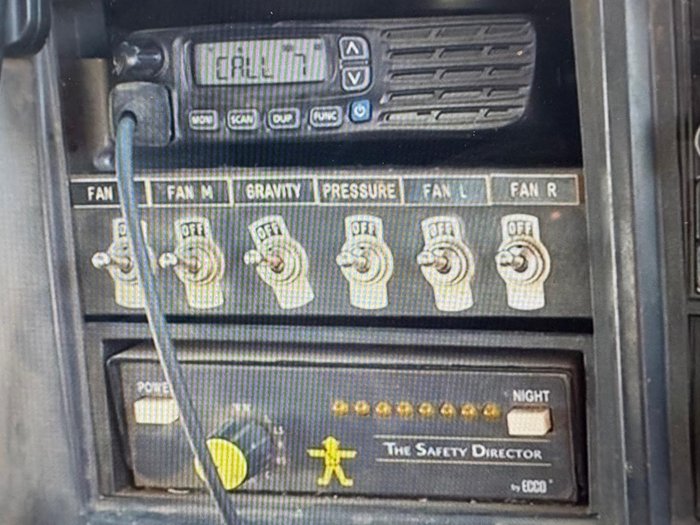 CALL 7
MONI SCAN DUP FUNC
FAN FAN M GRAVITY PRESSURE FAN L FAN R
OFF OFF OFF OFF OFF OFF
POWER NIGHT
THE SAFETY DIRECTOR
by ECCO